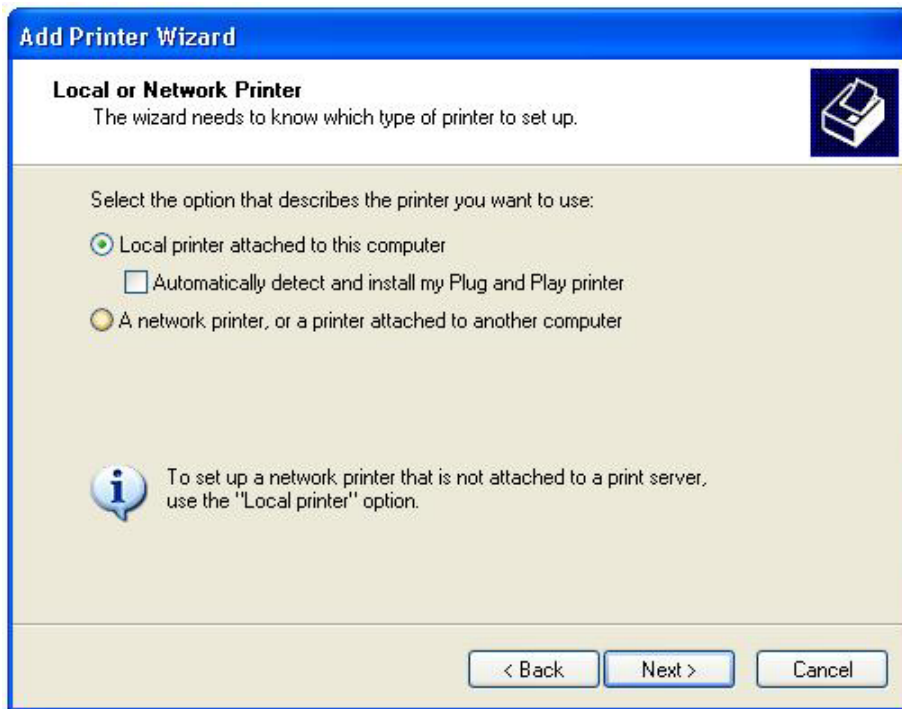 Add Printer Wizard
Local or Network Printer
The wizard needs to know which type of printer to set up.
Select the option that describes the printer you want to use:
Local printer attached to this computer
Automatically detect and install my Plug and Play printer
A network printer, or a printer attached to another computer
To set up a network printer that is not attached to a print server,
use the "Local printer" option.
< Back
Next >
Cancel